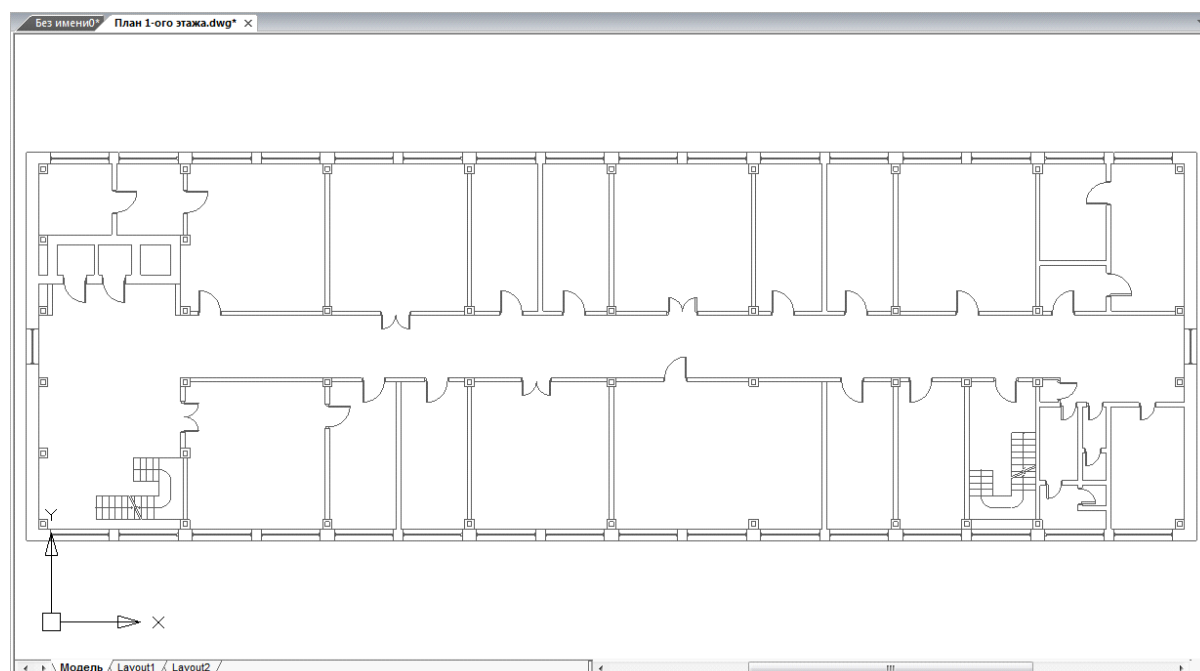 Без имени0* План 1-ого этажа.dwg*
Y
X
Модель Layout1 Layout2